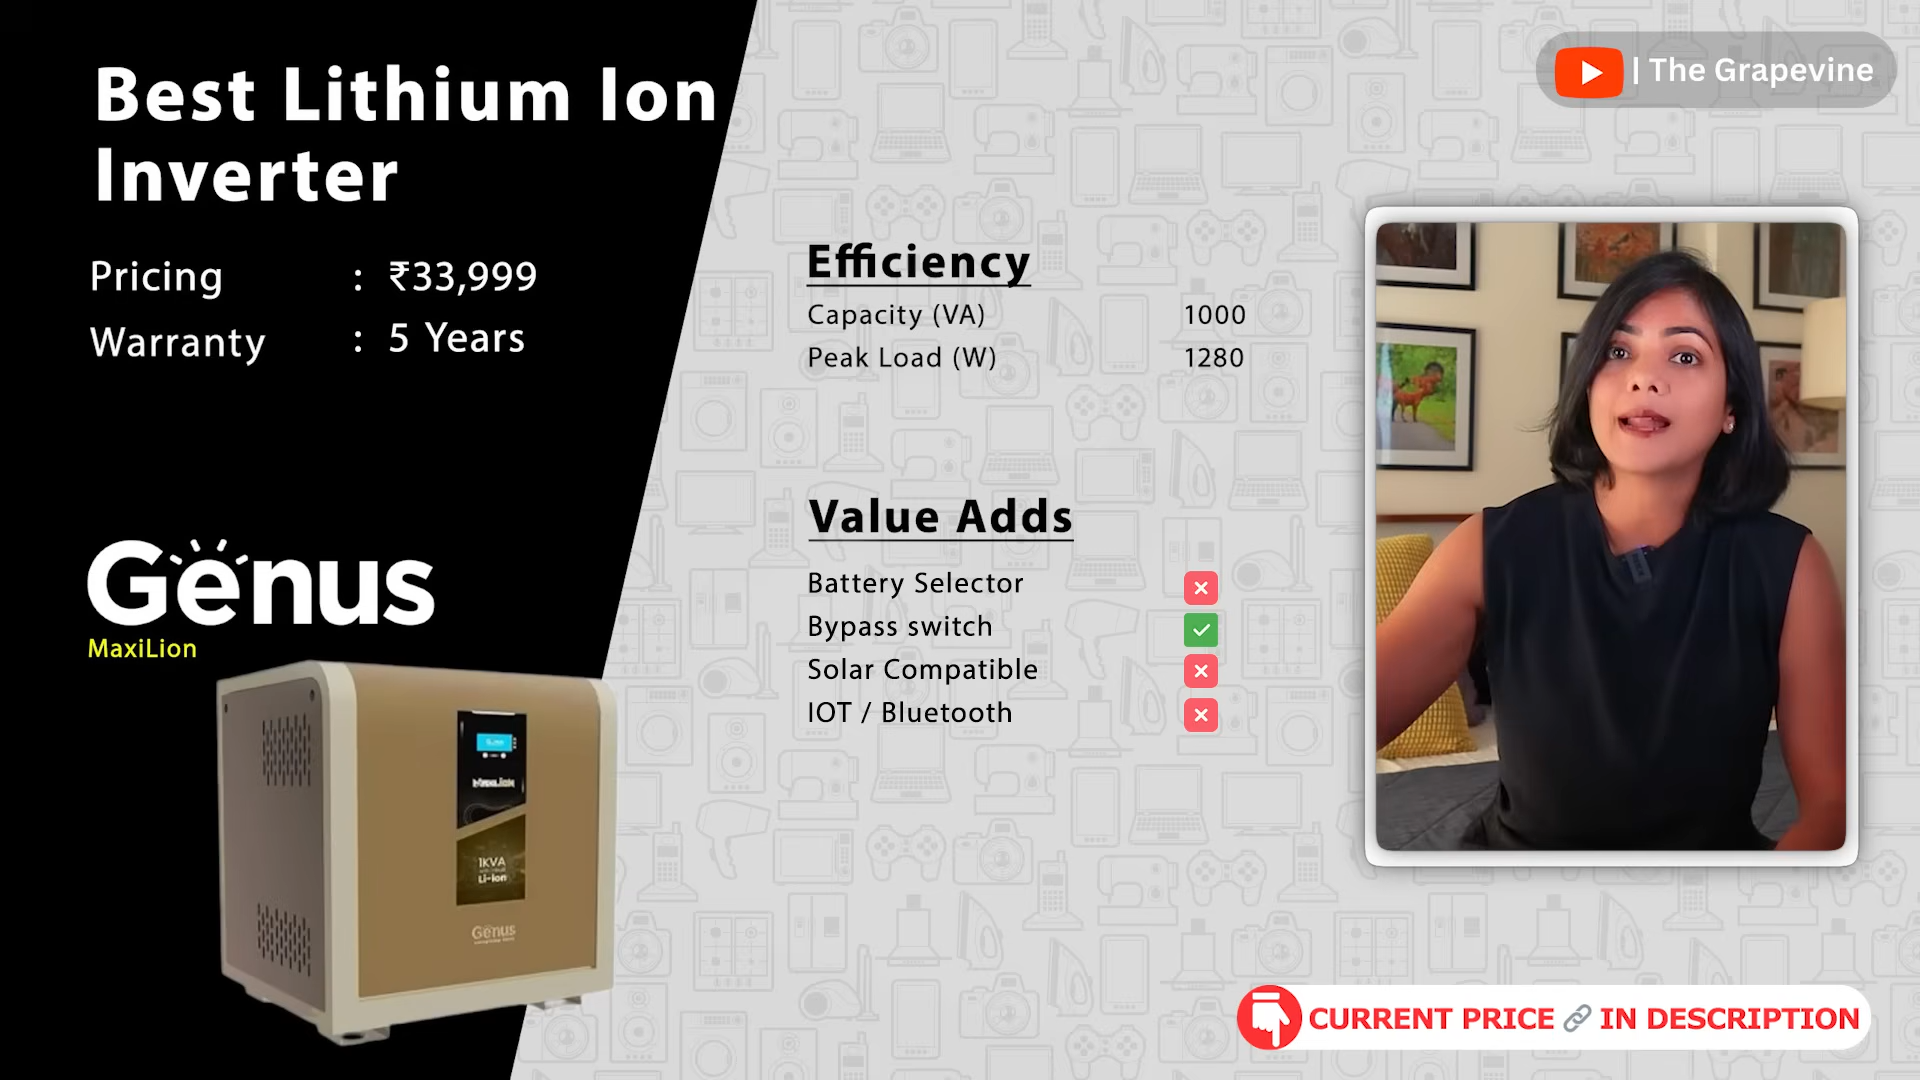 Best Lithium Ion
Inverter
Pricing : ₹33,999
Warranty : 5 Years
Genus
MaxiLion
1KVA
Li-Ion
Genus
Efficiency
Capacity (VA) 1000
Peak Load (W) 1280
Value Adds
Battery Selector
Bypass switch
Solar Compatible
IOT / Bluetooth
| The Grapevine
CURRENT PRICE IN DESCRIPTION